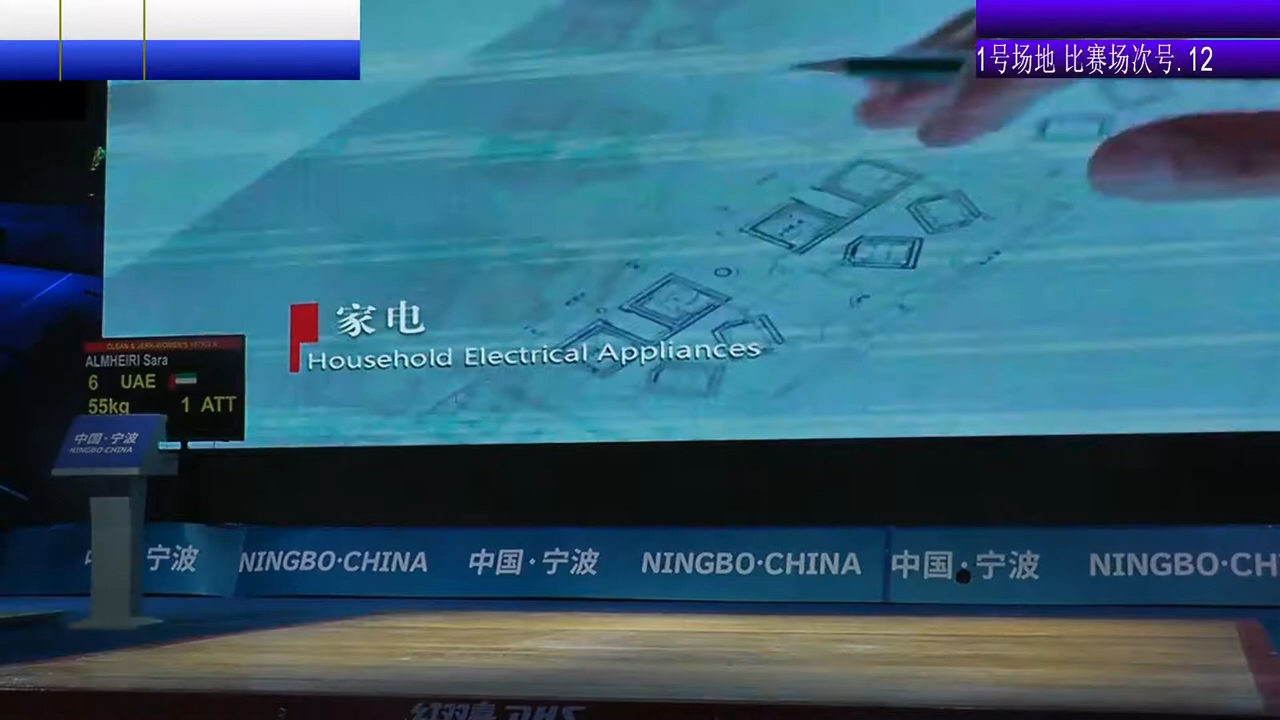 1号场地 比赛场次号. 12
家电
Household Electrical Appliances
ALMHEIRI Sara
6 UAE
55kg 1 ATT
中国·宁波
NINGBO·CHINA
宁波 NINGBO·CHINA 中国·宁波 NINGBO·CHINA 中国·宁波 NINGBO·CH